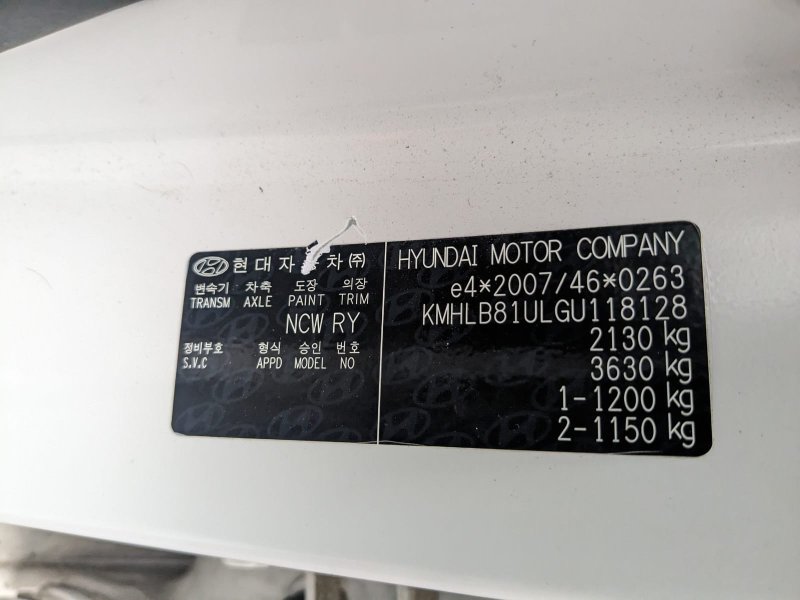 현대자동차(주)
변속기 차축 도장 의장
TRANSM AXLE PAINT TRIM
NCW RY
정비부호 형식 승인 번호
S.V.C APPD MODEL NO
HYUNDAI MOTOR COMPANY
e4*2007/46*0263
KMHLB81ULGU118128
2130 kg
3630 kg
1-1200 kg
2-1150 kg